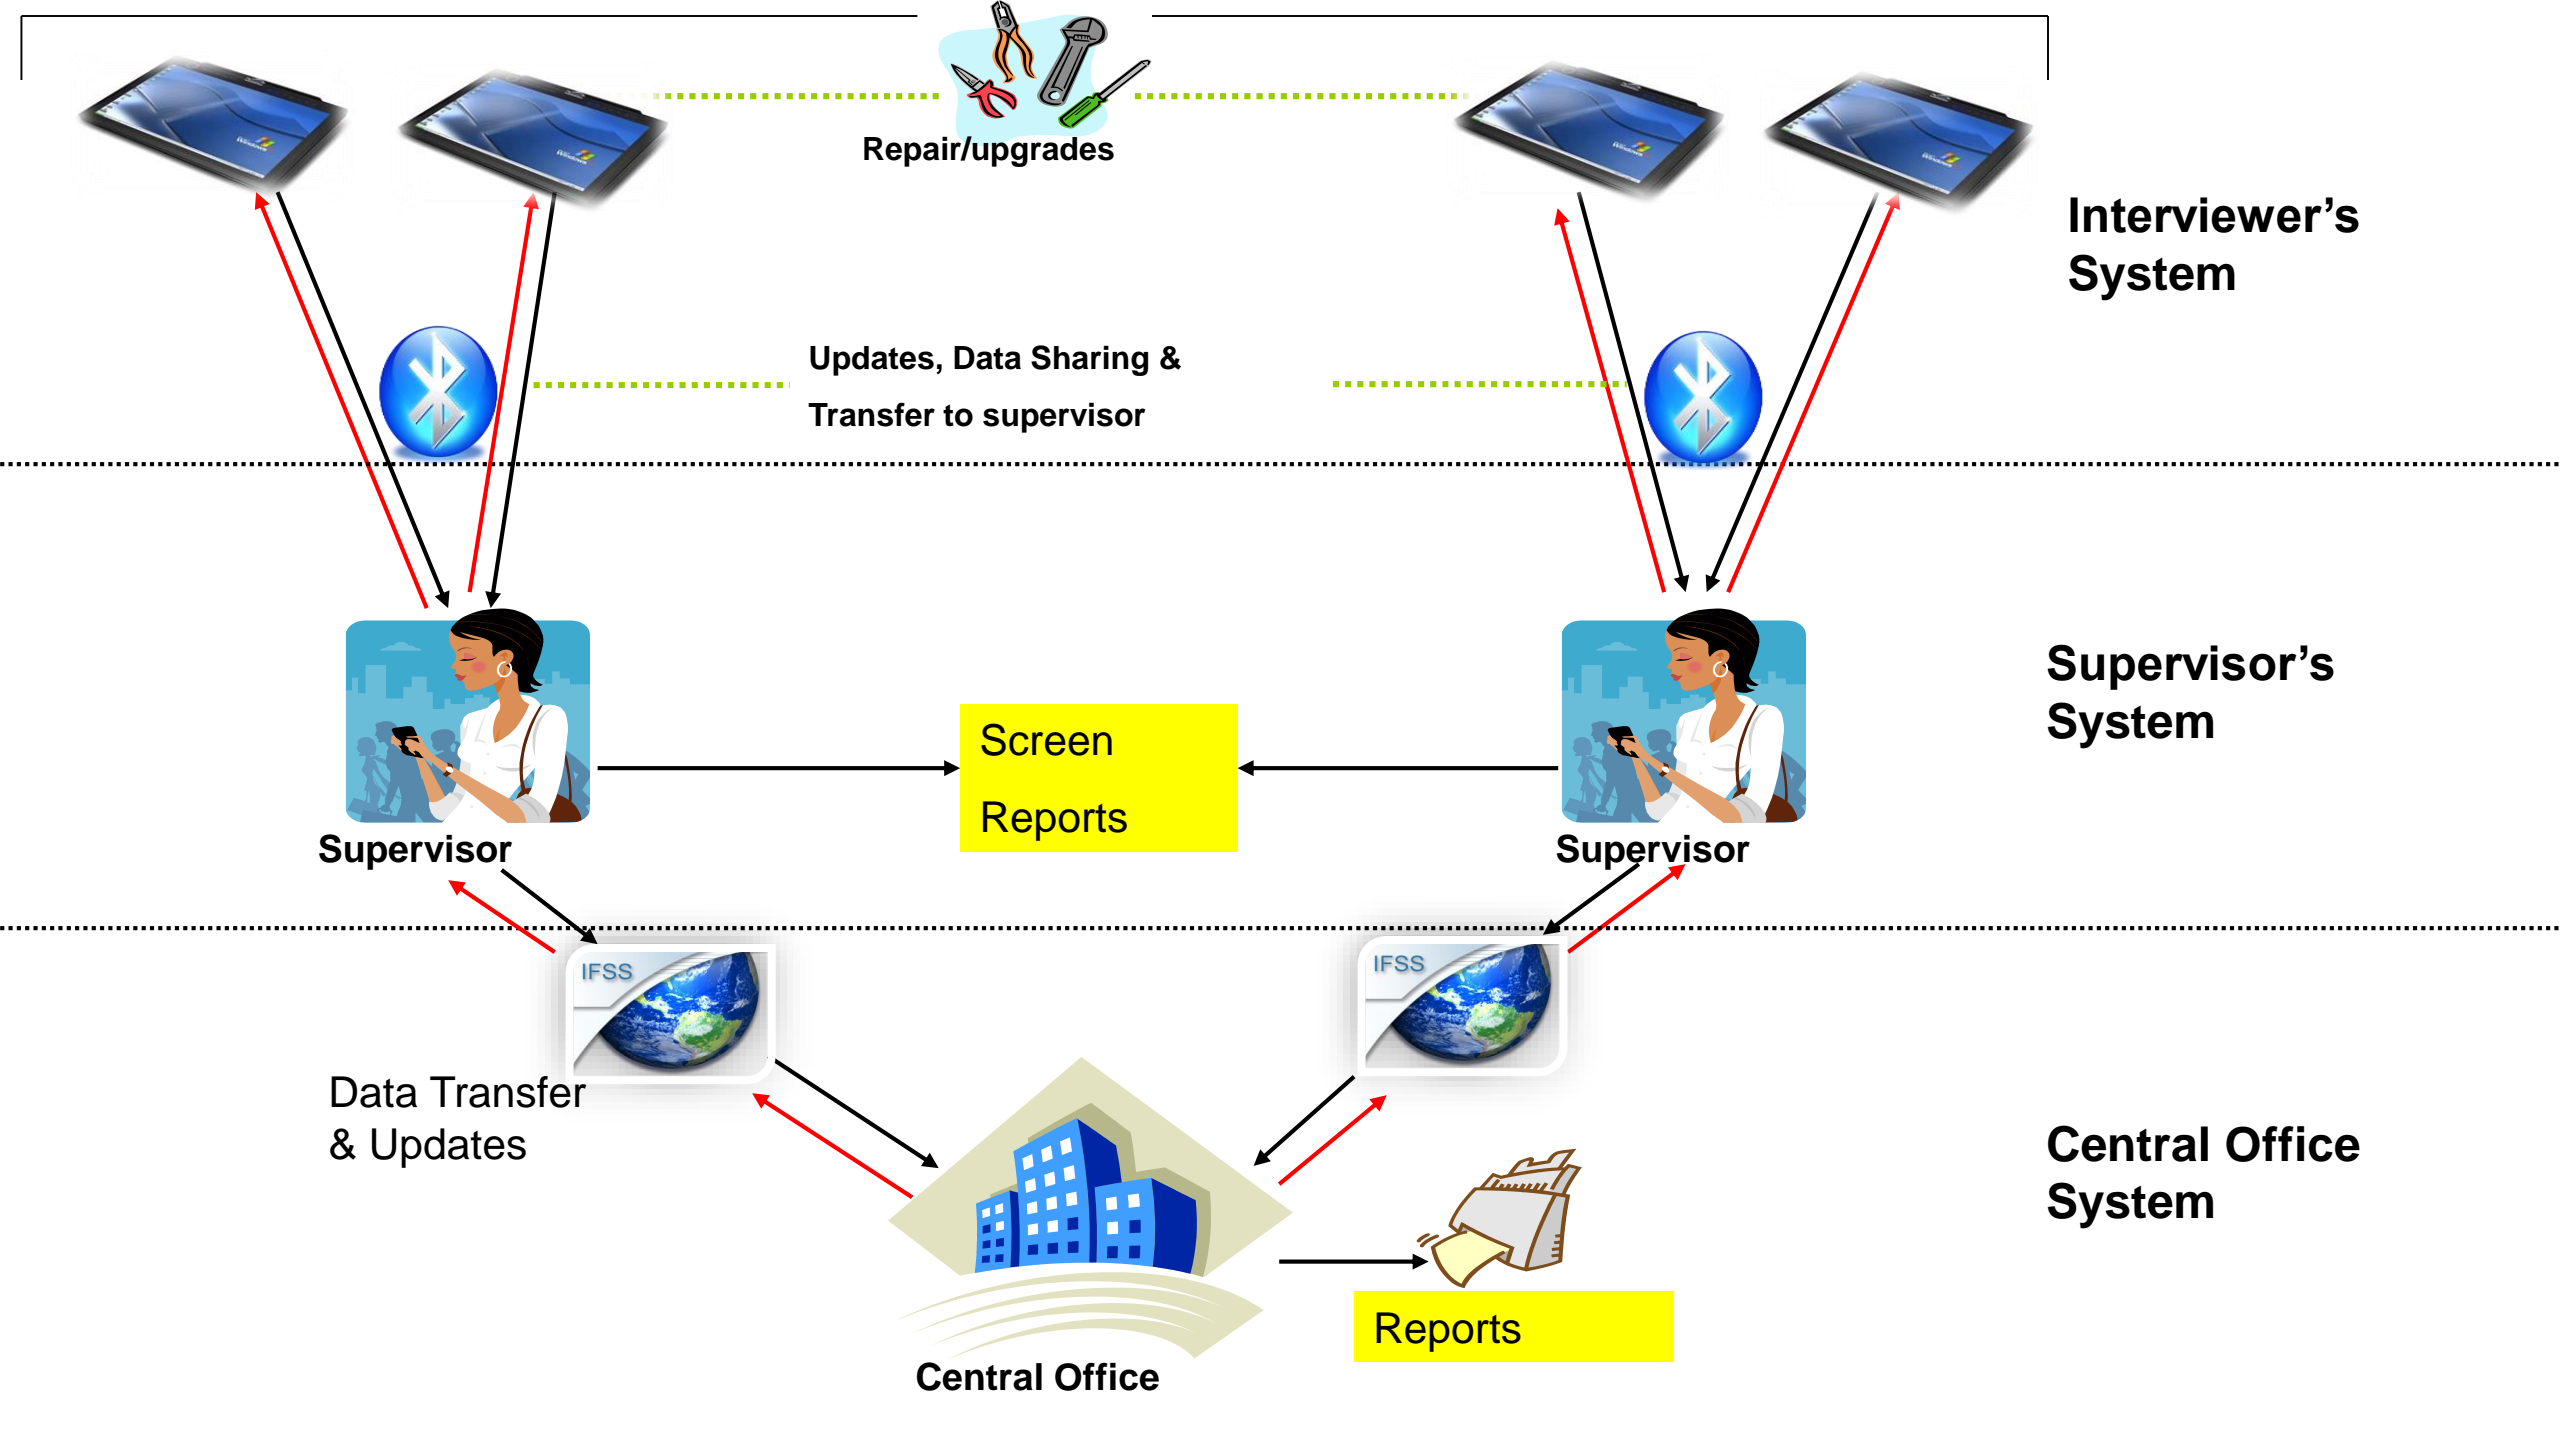 Repair/upgrades
Interviewer’s
System
Updates, Data Sharing &
Transfer to supervisor
Supervisor’s
System
Screen
Reports
Supervisor
Supervisor
IFSS
IFSS
Data Transfer
& Updates
Central Office
System
Reports
Central Office